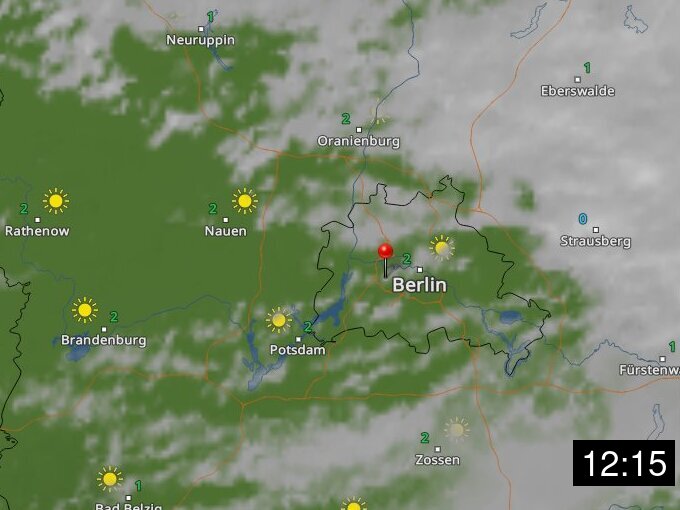 1
Neuruppin
1
Eberswalde
2
Oranienburg
2
Rathenow
2
Nauen
0
Strausberg
2
Berlin
2
Brandenburg
2
Potsdam
1
Fürstenwa
2
Zossen
12:15
1
Bad Belzig